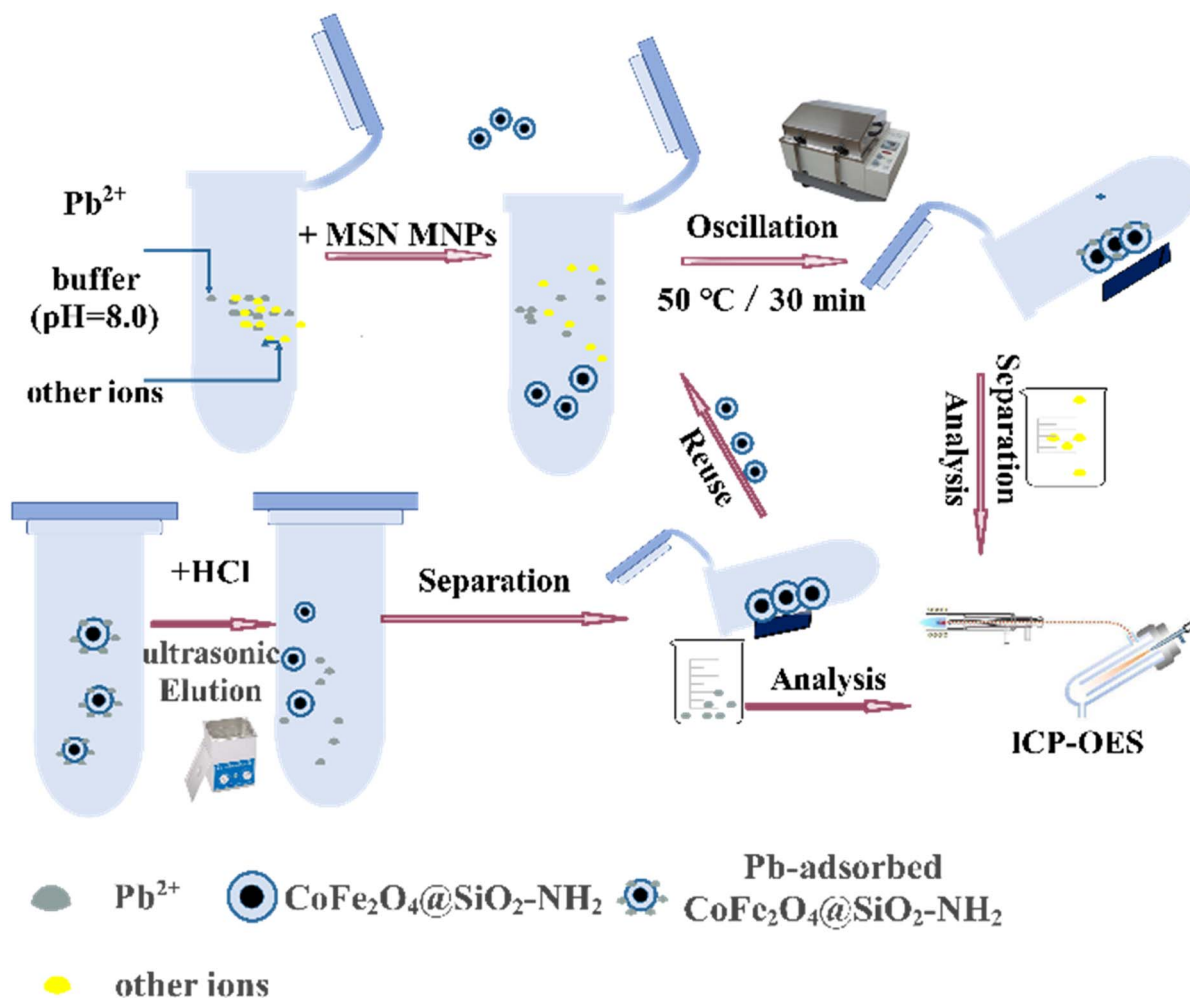 Pb²⁺
buffer
(pH=8.0)
other ions
+ MSN MNPs
Oscillation
50 °C / 30 min
Separation
Analysis
Reuse
+HCl
ultrasonic
Elution
Separation
Analysis
ICP-OES
Pb²⁺
CoFe₂O₄@SiO₂-NH₂
Pb-adsorbed
CoFe₂O₄@SiO₂-NH₂
other ions